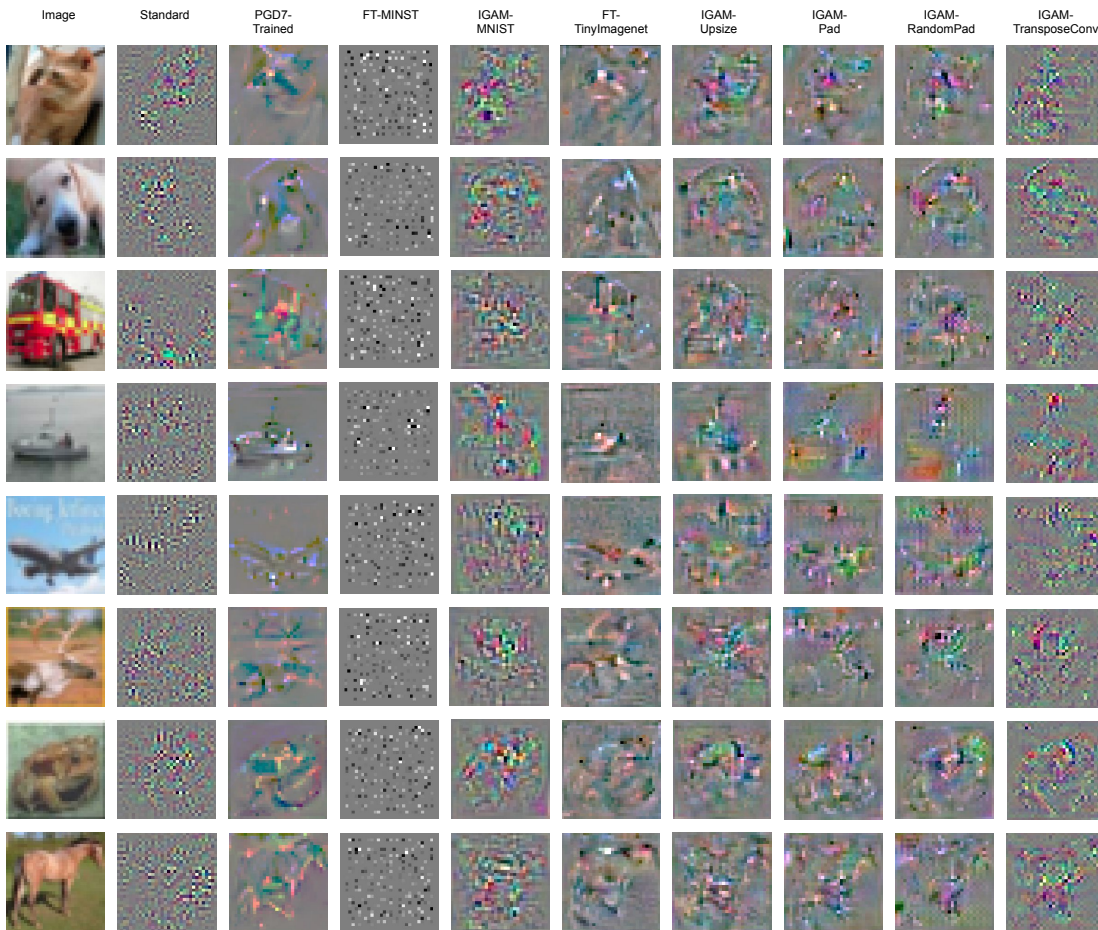 Image
Standard
PGD7-
Trained
FT-MINST
IGAM-
MNIST
FT-
TinyImagenet
IGAM-
Upsize
IGAM-
Pad
IGAM-
RandomPad
IGAM-
TransposeConv